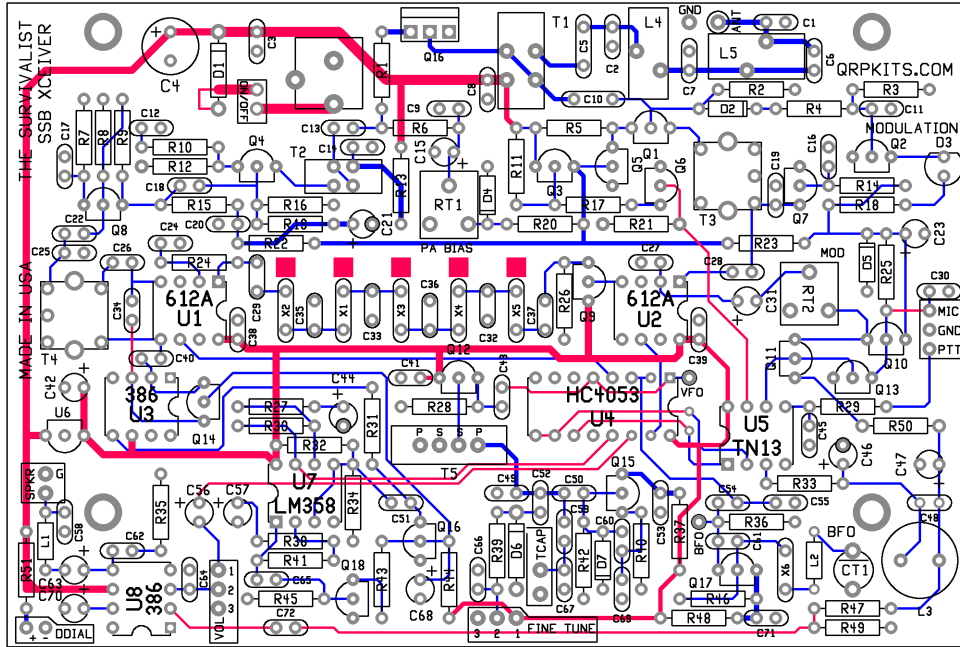 THE SURVIVALIST
SSB XCEIVER
MADE IN USA
QRPKITS.COM
C4
D1
C3
ON/OFF
R1
Q16
T1
C5
C2
L4
GND
ANT
C1
L5
C6
C7
C8
C10
R2
D2
R4
R3
C11
C17
R7
R8
R9
C12
R10
R12
Q4
C13
C14
T2
R6
C9
C15
R13
R11
R5
Q3
Q5
Q1
Q6
T3
C19
C16
Q7
MODULATION
Q2
D3
R14
R18
C18
R15
R16
C20
C21
RT1
D4
PA BIAS
R17
R20
R21
R23
C22
Q8
C25
C26
C24
R24
R22
C27
C28
C23
D5
R25
MOD
RT2
C31
C30
MIC
GND
PTT
T4
C34
612A
U1
C29
C38
X2
C35
X1
C33
X3
C36
X4
C32
X5
C37
R26
Q9
612A
U2
C39
Q11
Q10
Q13
C40
C42
U6
386
U3
Q14
R27
R30
R32
C44
R31
C41
Q12
R28
C43
P S S P
T5
HC4053
U4
VFO
U5
TN13
R29
C45
C46
R50
C47
R33
SPKR
G
L1
C58
R51
C63
C62
R35
C56
C57
U7
LM358
R34
C51
Q16
C49
C52
C50
C59
C60
Q15
C53
R37
C54
C55
R36
BFO
C61
BFO
CT1
C48
L3
U8
386
C64
1
2
3
VOL
R38
R41
C65
R45
Q18
R43
C68
R44
C66
R39
D6
TCAP
C67
R42
D7
R40
C69
Q17
R46
R48
C71
X6
L2
R47
R49
C72
3 2 1
FINE TUNE
+ -
DDIAL